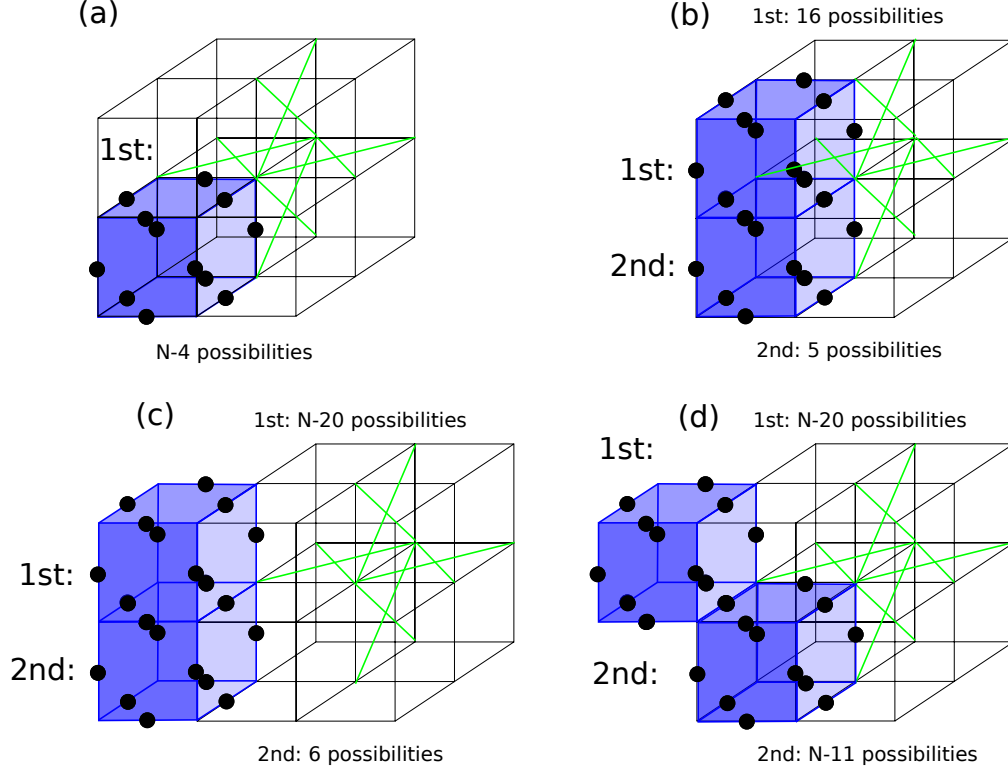 (a)
1st:
N-4 possibilities
(b)
1st: 16 possibilities
1st:
2nd:
2nd: 5 possibilities
(c)
1st: N-20 possibilities
1st:
2nd:
2nd: 6 possibilities
(d)
1st: N-20 possibilities
1st:
2nd:
2nd: N-11 possibilities